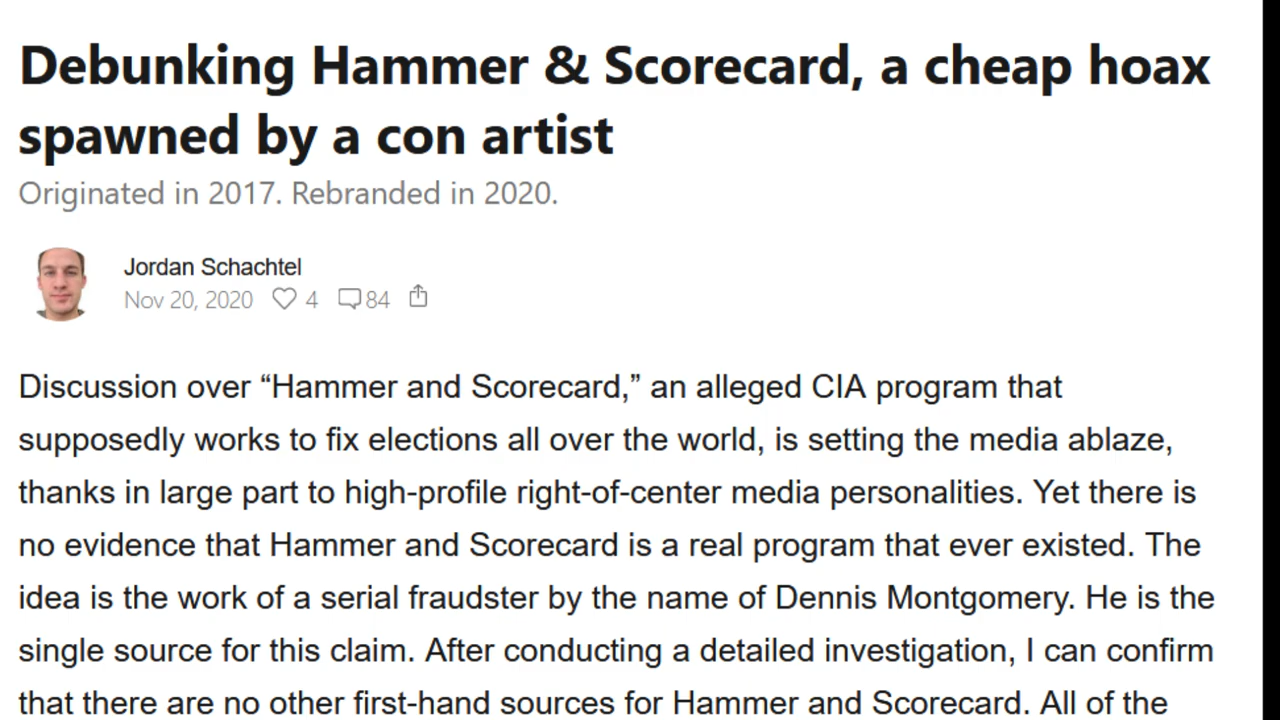 Debunking Hammer & Scorecard, a cheap hoax
spawned by a con artist
Originated in 2017. Rebranded in 2020.
Jordan Schachtel
Nov 20, 2020 4 84
Discussion over “Hammer and Scorecard,” an alleged CIA program that
supposedly works to fix elections all over the world, is setting the media ablaze,
thanks in large part to high-profile right-of-center media personalities. Yet there is
no evidence that Hammer and Scorecard is a real program that ever existed. The
idea is the work of a serial fraudster by the name of Dennis Montgomery. He is the
single source for this claim. After conducting a detailed investigation, I can confirm
that there are no other first-hand sources for Hammer and Scorecard. All of the